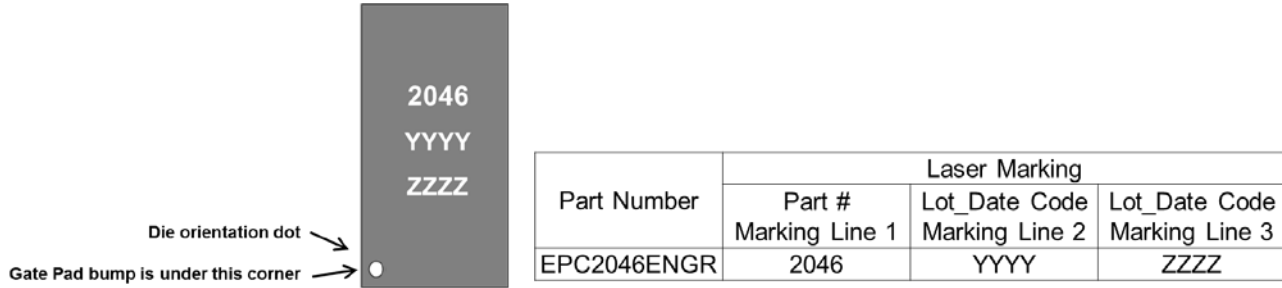 2046
YYYY
ZZZZ
Die orientation dot
Gate Pad bump is under this corner
Part Number
Laser Marking
Part #
Marking Line 1
Lot_Date Code
Marking Line 2
Lot_Date Code
Marking Line 3
EPC2046ENGR
2046
YYYY
ZZZZ